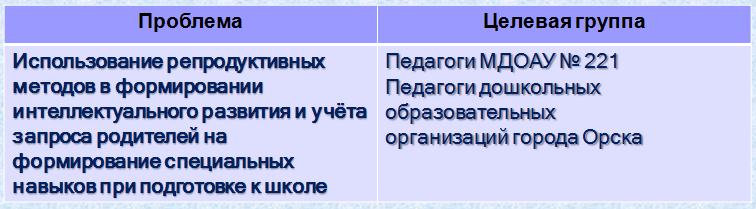 Проблема
Целевая группа
Использование репродуктивных
методов в формировании
интеллектуального развития и учёта
запроса родителей на
формирование специальных
навыков при подготовке к школе
Педагоги МДОАУ № 221
Педагоги дошкольных
образовательных
организаций города Орска